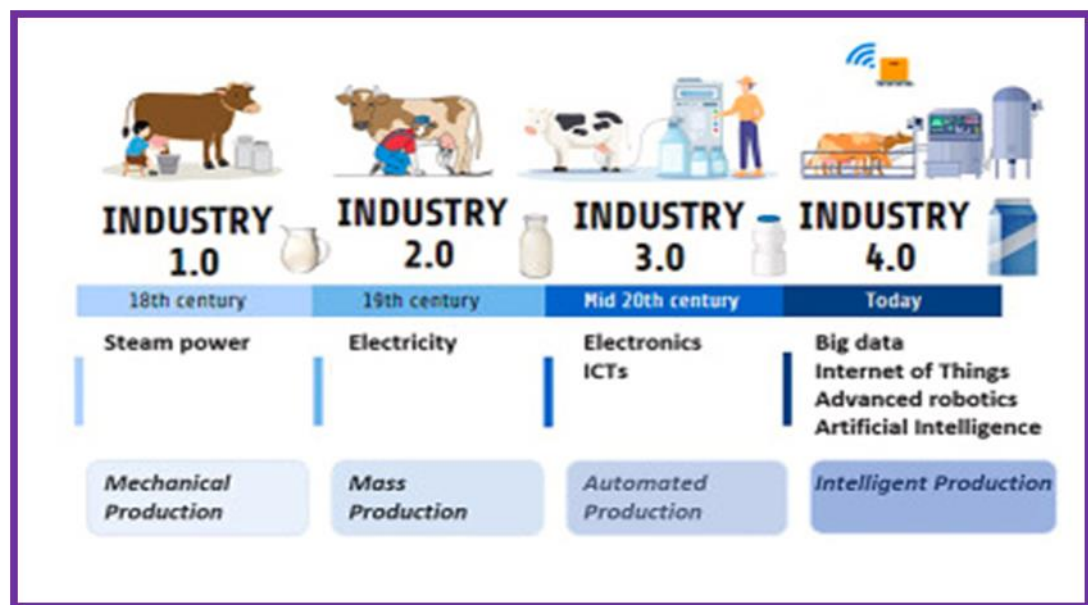 INDUSTRY
1.0
INDUSTRY
2.0
INDUSTRY
3.0
INDUSTRY
4.0
18th century
19th century
Mid 20th century
Today
Steam power
Electricity
Electronics
ICTs
Big data
Internet of Things
Advanced robotics
Artificial Intelligence
Mechanical
Production
Mass
Production
Automated
Production
Intelligent Production